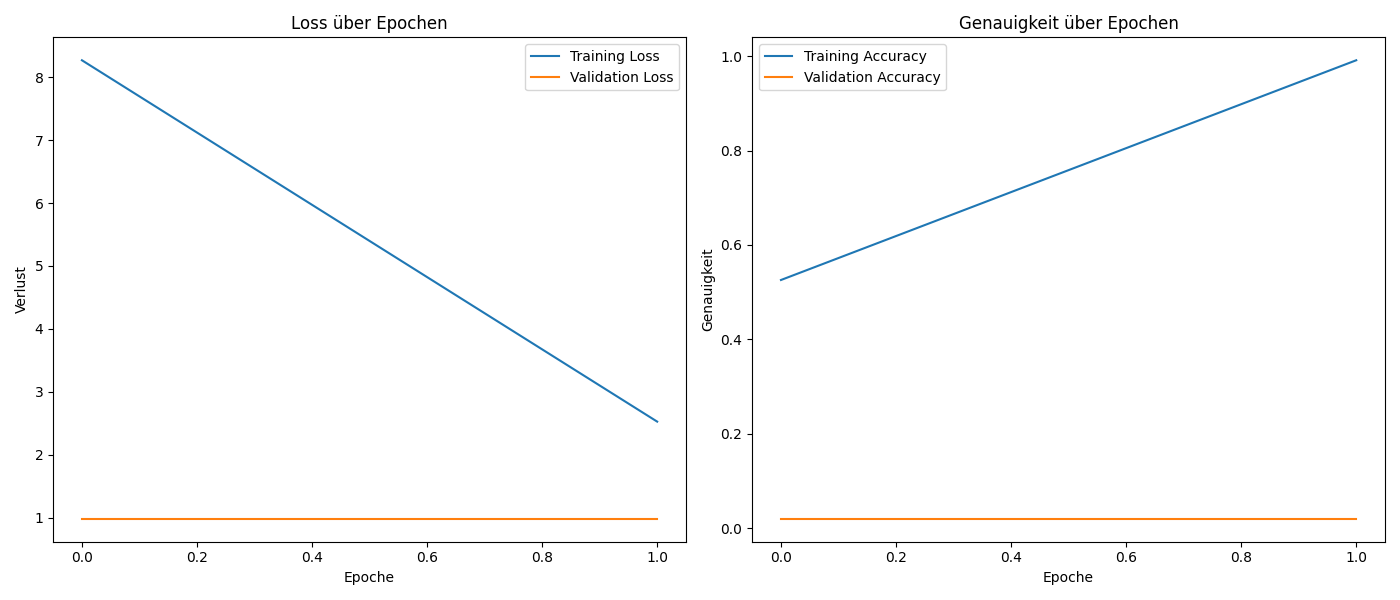 Loss über Epochen
Training Loss
Validation Loss
8
7
6
5
4
3
2
1
Verlust
0.0 0.2 0.4 0.6 0.8 1.0
Epoche
Genauigkeit über Epochen
Training Accuracy
Validation Accuracy
1.0
0.8
0.6
0.4
0.2
0.0
Genauigkeit
0.0 0.2 0.4 0.6 0.8 1.0
Epoche